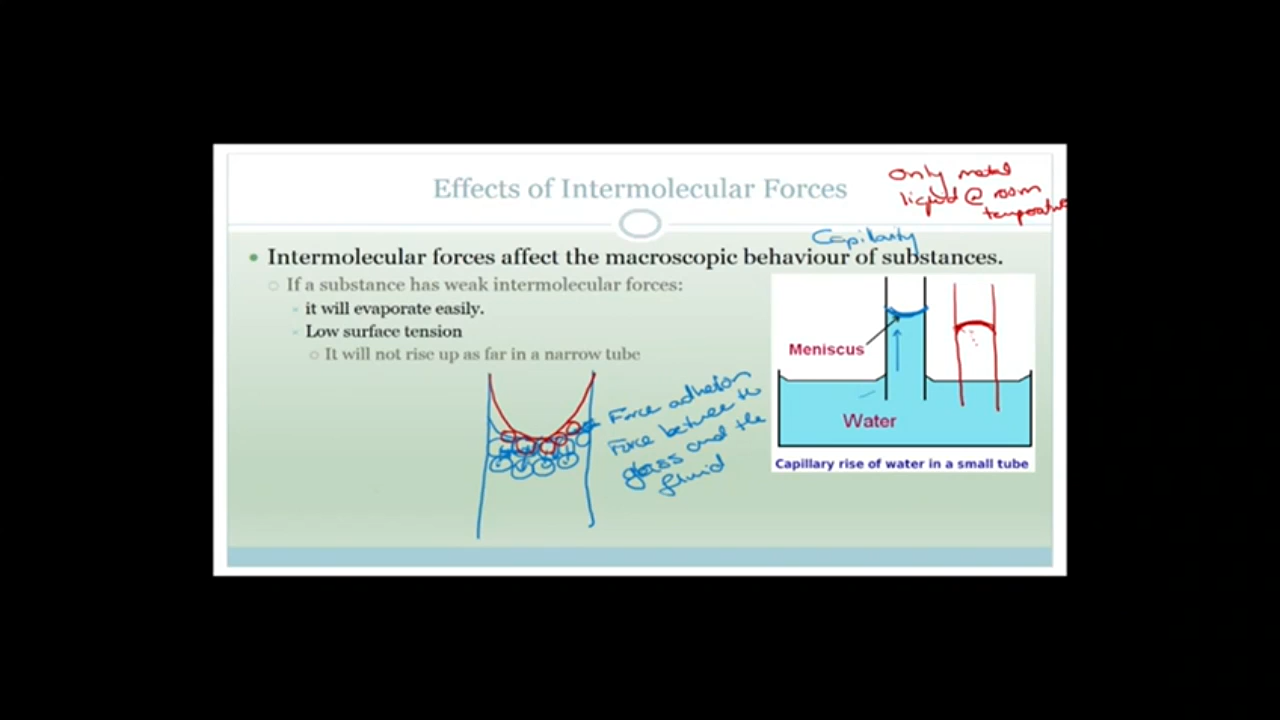 Effects of Intermolecular Forces
Only metal
liquid @ room
temperature
Capilarity
Intermolecular forces affect the macroscopic behaviour of substances.
If a substance has weak intermolecular forces:
it will evaporate easily.
Low surface tension
It will not rise up as far in a narrow tube
Meniscus
Water
Capillary rise of water in a small tube
Force adhesion
Force between the
glass and the
fluid